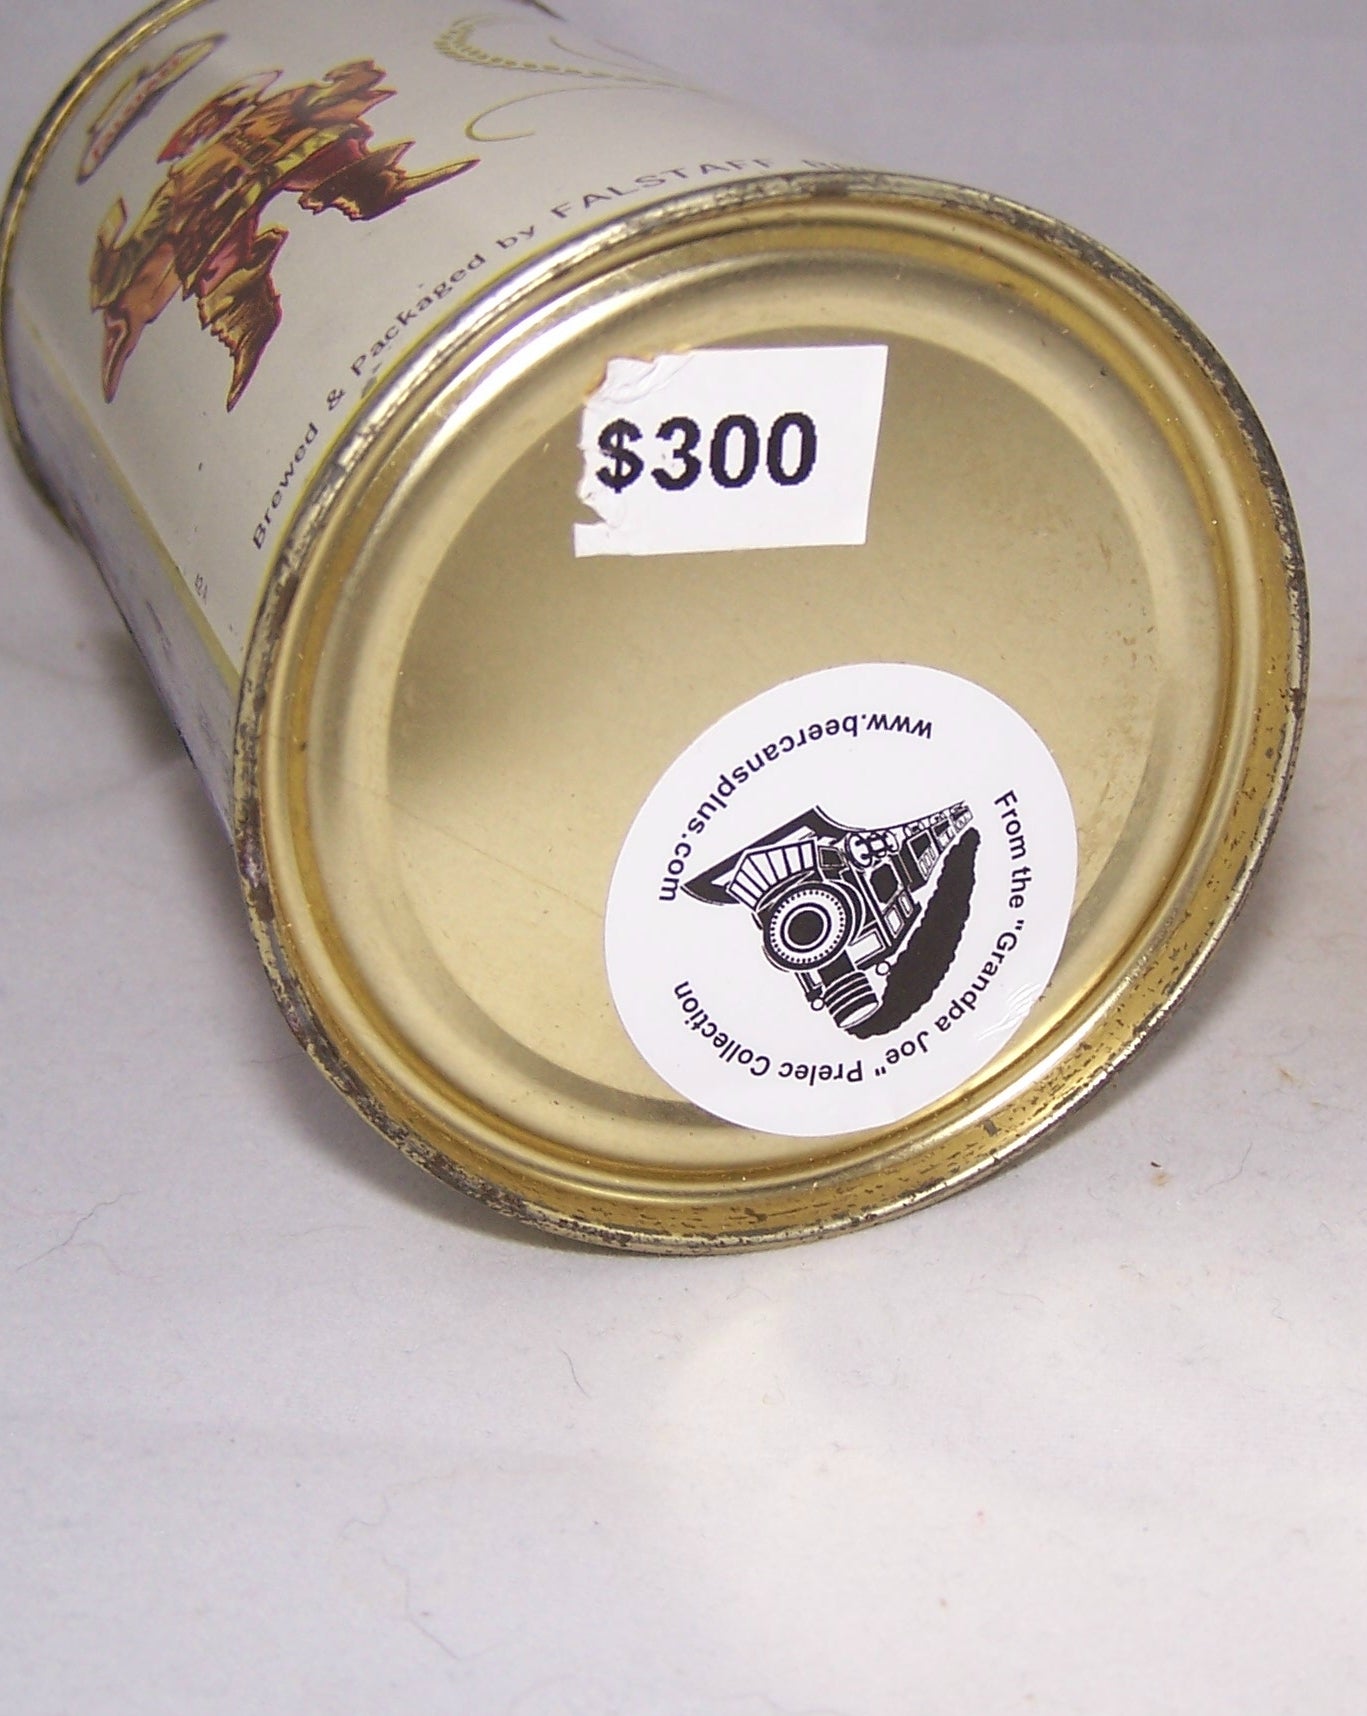 Brewed & Packaged by FALSTAFF
$300
www.beercansplus.com
From the "Grandpa Joe" Prelec Collection